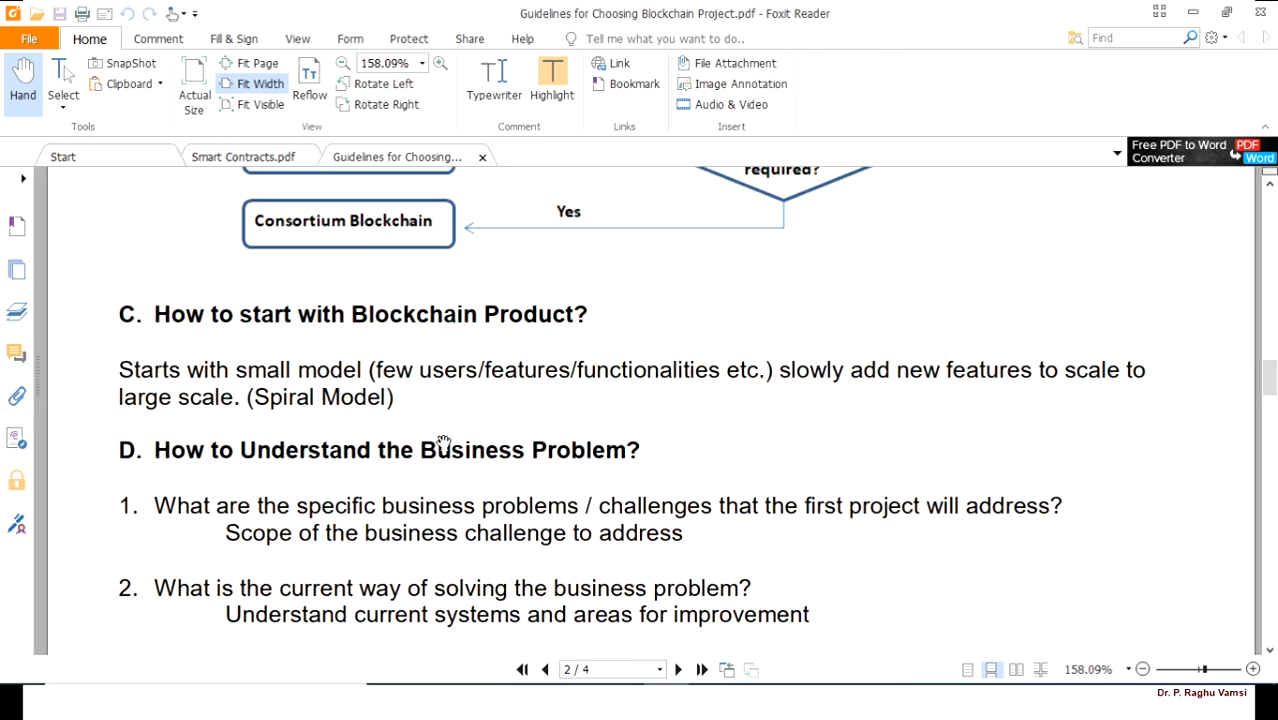 Guidelines for Choosing Blockchain Project.pdf - Foxit Reader
File Home Comment Fill & Sign View Form Protect Share Help Tell me what you want to do.. Find
Hand
Select
SnapShot
Clipboard
Tools
Actual Size
Fit Page
Fit Width
Fit Visible
Reflow
158.09%
Rotate Left
Rotate Right
View
Typewriter
Highlight
Comment
Link
Bookmark
Links
File Attachment
Image Annotation
Audio & Video
Insert
Start Smart Contracts.pdf Guidelines for Choosing...
Free PDF to Word
Converter
PDF
Word
required?
Consortium Blockchain
Yes
C. How to start with Blockchain Product?
Starts with small model (few users/features/functionalities etc.) slowly add new features to scale to
large scale. (Spiral Model)
D. How to Understand the Business Problem?
1. What are the specific business problems / challenges that the first project will address?
Scope of the business challenge to address
2. What is the current way of solving the business problem?
Understand current systems and areas for improvement
2 / 4
158.09%
Dr. P. Raghu Vamsi